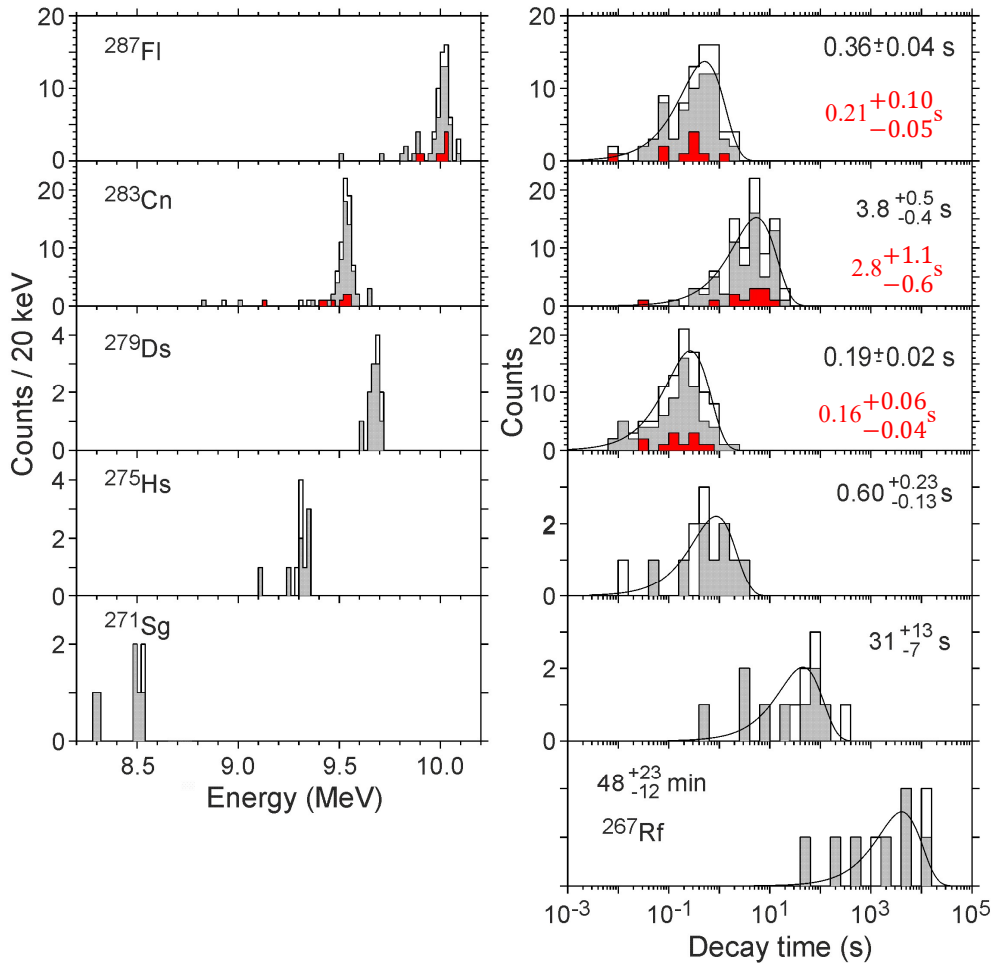 20
10
0
²⁸⁷Fl
20
10
0
²⁸³Cn
4
2
0
²⁷⁹Ds
4
2
0
²⁷⁵Hs
2
0
²⁷¹Sg
8.5 9.0 9.5 10.0
Energy (MeV)
Counts / 20 keV
20
10
0
0.36±0.04 s
0.21 +0.10 −0.05 s
20
10
0
3.8 +0.5 -0.4 s
2.8 +1.1 −0.6 s
20
10
0
0.19±0.02 s
0.16 +0.06 −0.04 s
2
0
0.60 +0.23 -0.13 s
2
0
31 +13 -7 s
48 +23 -12 min
²⁶⁷Rf
10⁻³ 10⁻¹ 10¹ 10³ 10⁵
Decay time (s)
Counts